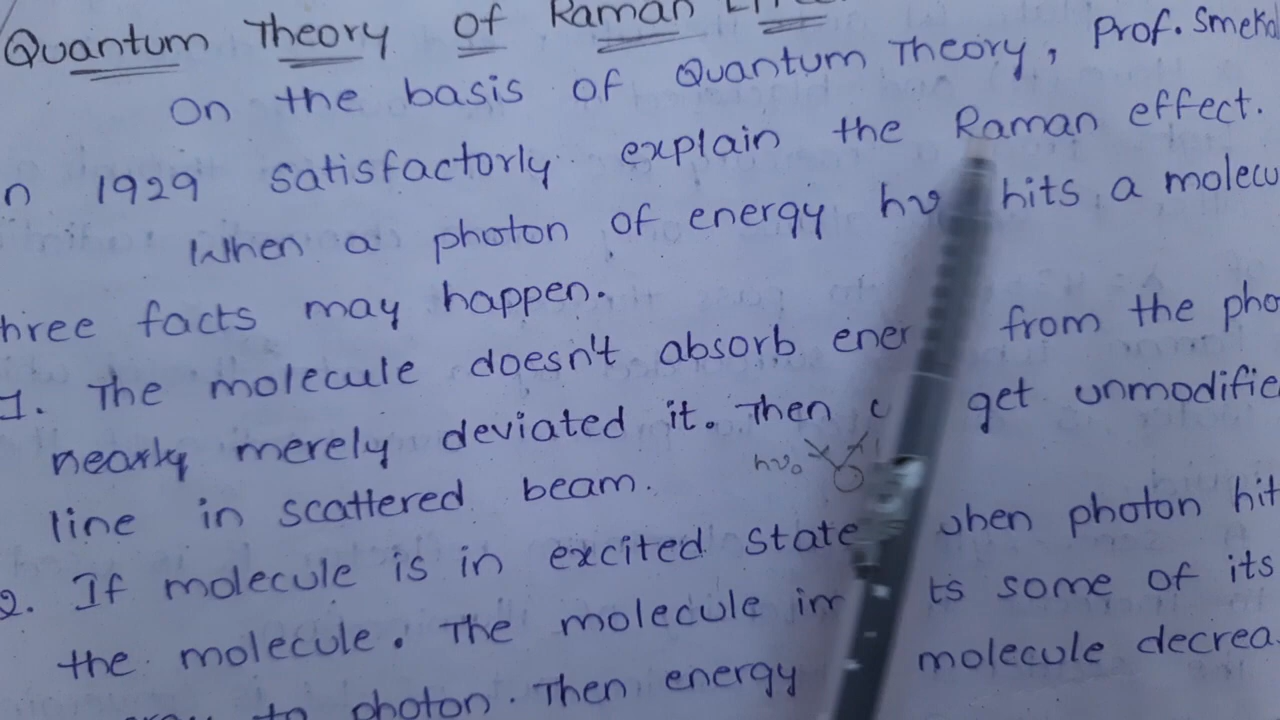 Quantum Theory of Raman
On the basis of Quantum Theory, Prof. Smek
n 1929 satisfactorly explain the Raman effect.
When a photon of energy hν hits a molecu
hree facts may happen.
1. The molecule doesn't absorb ener from the pho
nearly merely deviated it. Then get unmodifie
line in scattered beam.
hν₀
2. If molecule is in excited state when photon hit
the molecule. The molecule im ts some of its
to photon. Then energy molecule decrea